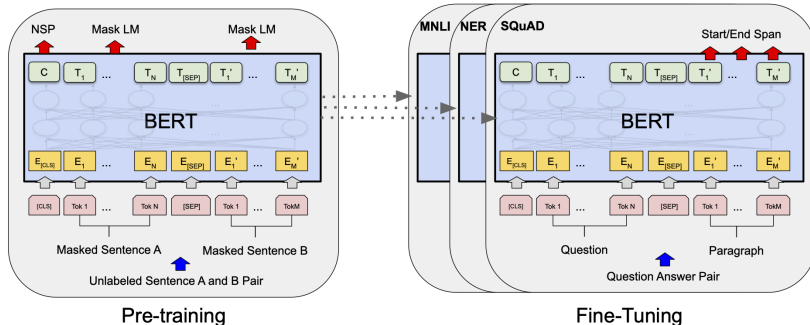 NSP Mask LM Mask LM
C T1 ... TN T[SEP] T1' ... TM'
BERT
E[CLS] E1 ... EN E[SEP] E1' ... EM'
[CLS] Tok 1 ... Tok N [SEP] Tok 1 ... TokM
Masked Sentence A Masked Sentence B
Unlabeled Sentence A and B Pair
Pre-training
MNLI NER SQuAD
Start/End Span
C T1 ... TN T[SEP] T1' ... TM'
BERT
E[CLS] E1 ... EN E[SEP] E1' ... EM'
[CLS] Tok 1 ... Tok N [SEP] Tok 1 ... TokM
Question Paragraph
Question Answer Pair
Fine-Tuning